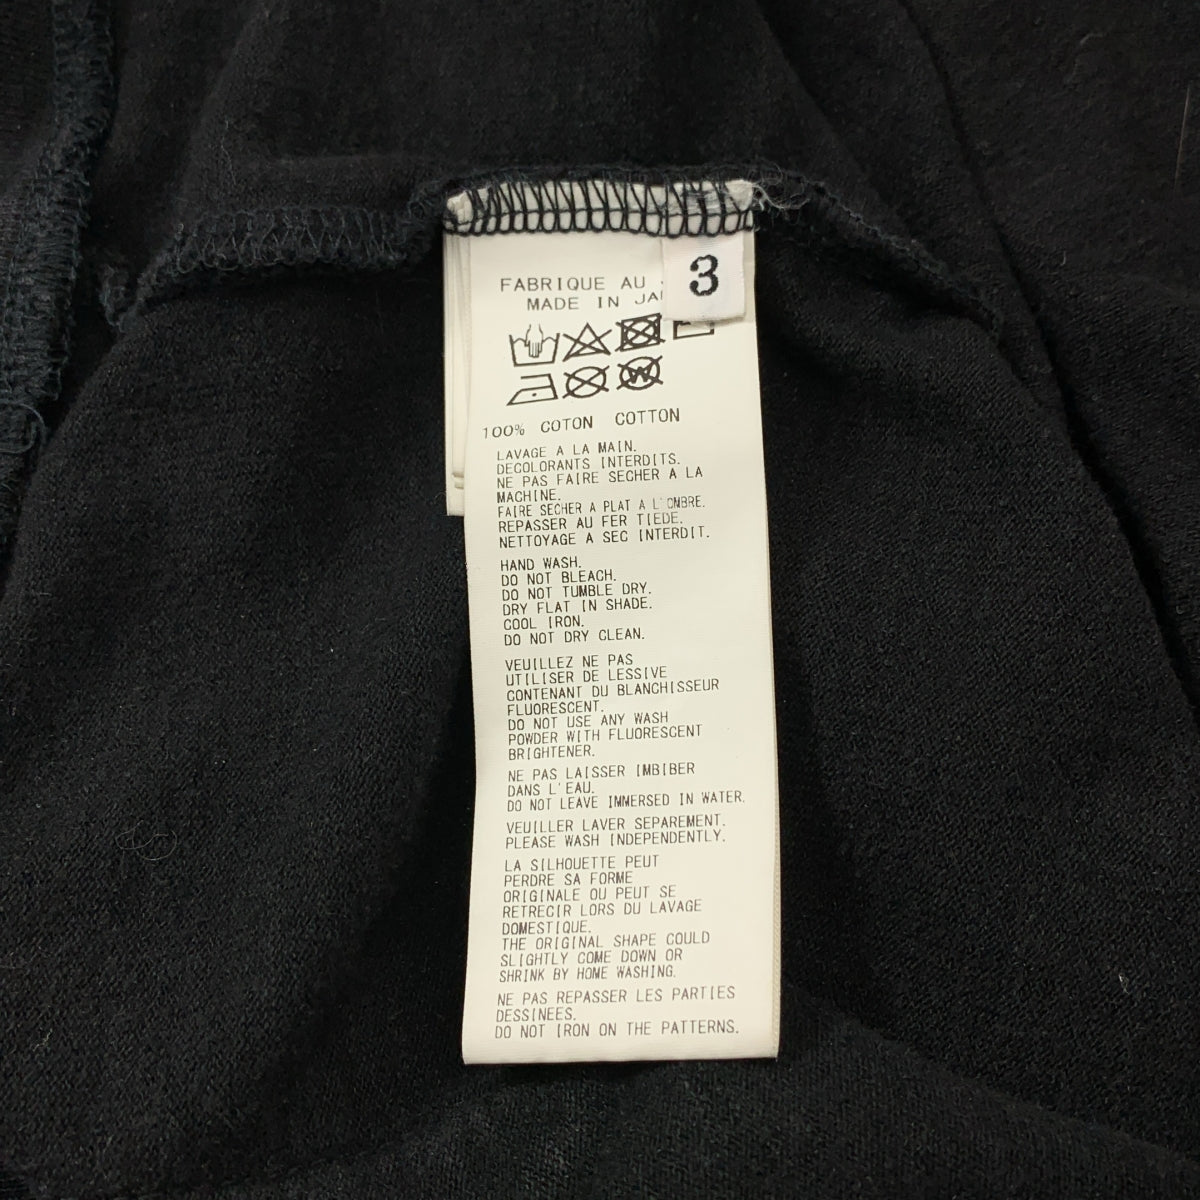 3
FABRIQUE AU
MADE IN
100% COTON COTTON
LAVAGE A LA MAIN.
DECOLORANTS INTERDITS.
NE PAS FAIRE SECHER A LA
MACHINE.
FAIRE SECHER A PLAT A L'OMBRE.
REPASSER AU FER TIEDE.
NETTOYAGE A SEC INTERDIT.
HAND WASH.
DO NOT BLEACH.
DO NOT TUMBLE DRY.
DRY FLAT IN SHADE.
COOL IRON.
DO NOT DRY CLEAN.
VEUILLEZ NE PAS
UTILISER DE LESSIVE
CONTENANT DU BLANCHISSEUR
FLUORESCENT.
DO NOT USE ANY WASH
POWDER WITH FLUORESCENT
BRIGHTENER.
NE PAS LAISSER IMBIBER
DANS L'EAU.
DO NOT LEAVE IMMERSED IN WATER.
VEUILLER LAVER SEPAREMENT.
PLEASE WASH INDEPENDENTLY.
LA SILHOUETTE PEUT
PERDRE SA FORME
ORIGINALE OU PEUT SE
RETRECIR LORS DU LAVAGE
DOMESTIQUE.
THE ORIGINAL SHAPE COULD
SLIGHTLY COME DOWN OR
SHRINK BY HOME WASHING.
NE PAS REPASSER LES PARTIES
DESSINEES.
DO NOT IRON ON THE PATTERNS.